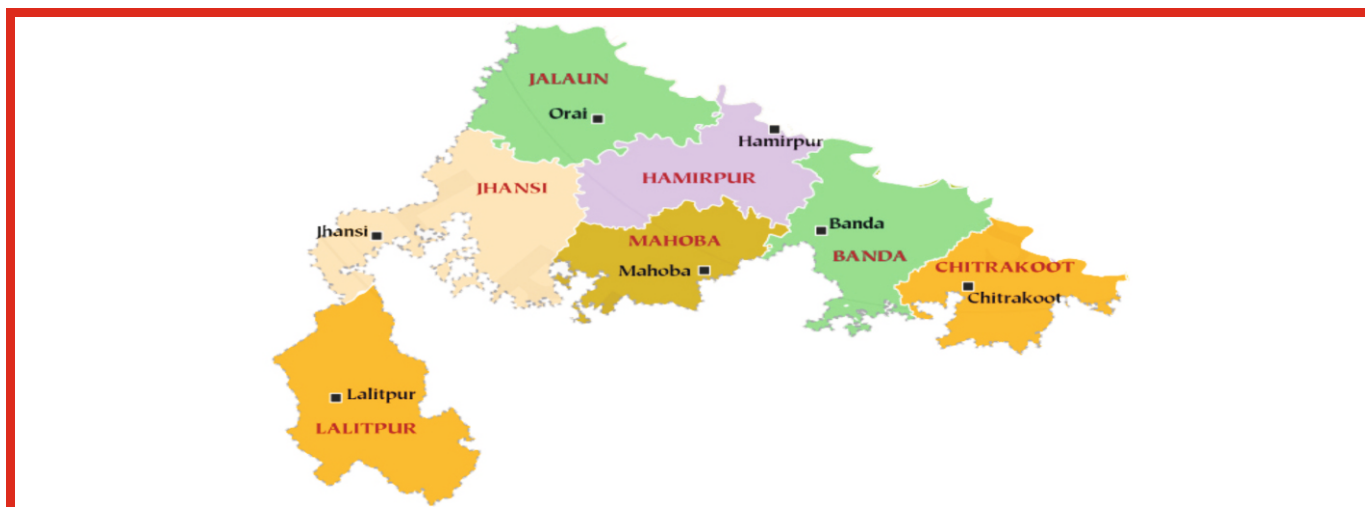 JALAUN
Orai
Hamirpur
HAMIRPUR
JHANSI
Jhansi
MAHOBA
Mahoba
Banda
BANDA
CHITRAKOOT
Chitrakoot
Lalitpur
LALITPUR